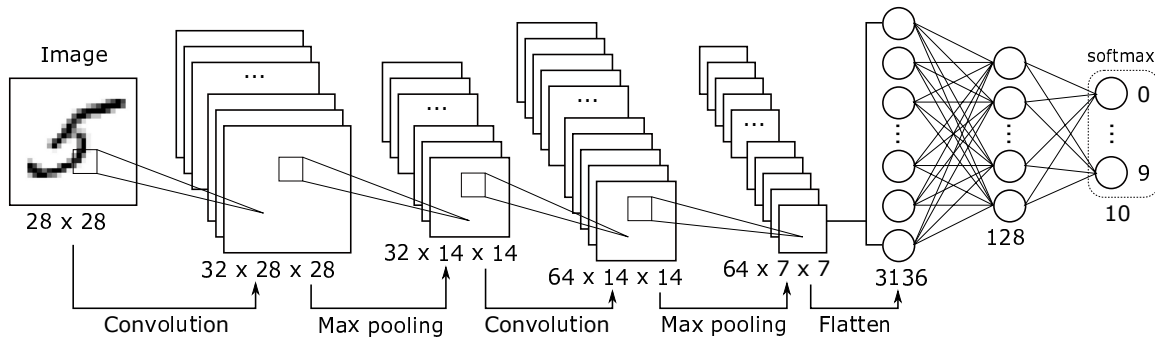 Image
28 x 28
Convolution
...
32 x 28 x 28
Max pooling
...
32 x 14 x 14
Convolution
...
64 x 14 x 14
Max pooling
...
64 x 7 x 7
Flatten
...
3136
...
128
softmax
0
...
9
10